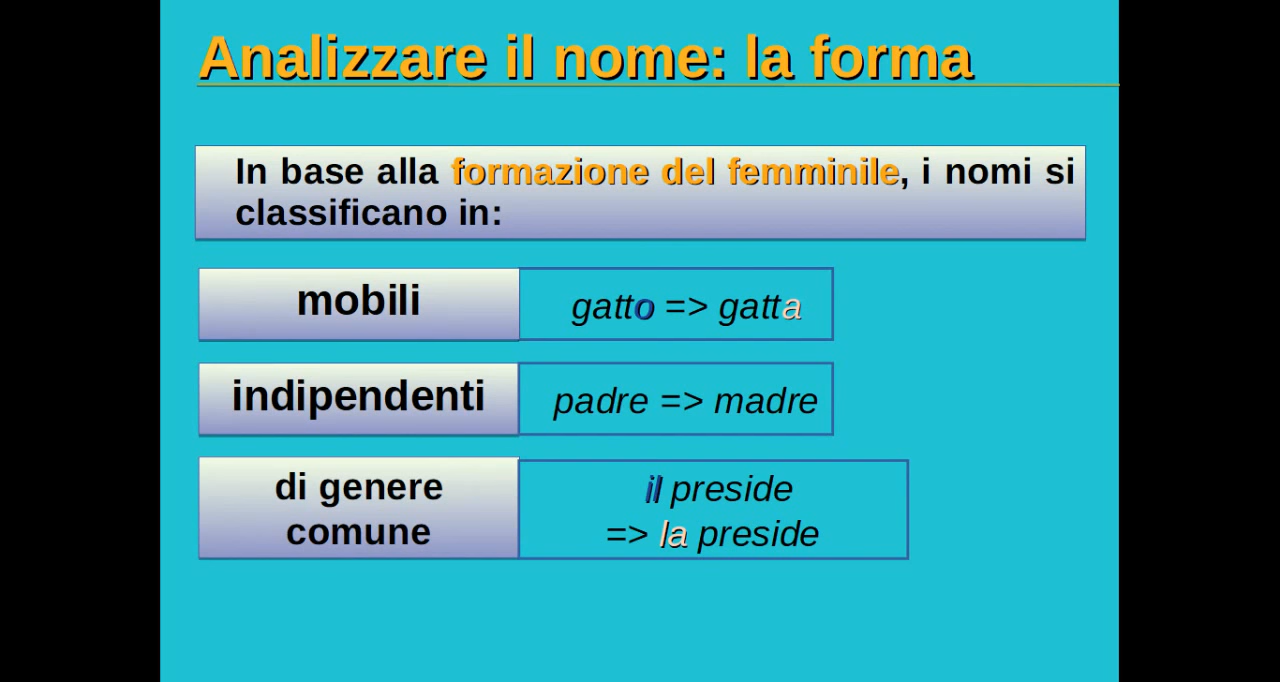 Analizzare il nome: la forma
In base alla formazione del femminile, i nomi si
classificano in:
mobili
gatto => gatta
indipendenti
padre => madre
di genere
comune
il preside
=> la preside